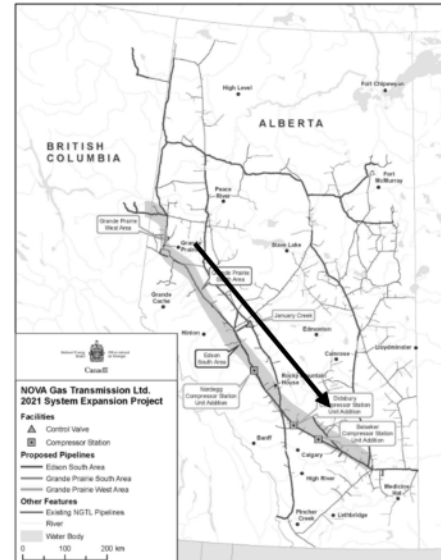 High Level
Fort Chipewyan
ALBERTA
BRITISH
COLUMBIA
Fort
McMurray
Peace
River
Grande Prairie
West Area
Grande
Prairie
Slave Lake
Grande Prairie
South Area
Grande
Cache
January Creek
Hinton
Edmonton
Edson
South Area
Camrose
Lloydminster
Nordegg
Compressor Station
Unit Addition
Rocky Mountain
House
Didsbury
Compressor Station
Unit Addition
Beiseker
Compressor Station
Unit Addition
Banff
Calgary
High River
Medicine
Hat
Pincher
Creek
Lethbridge
Canada
NOVA Gas Transmission Ltd.
2021 System Expansion Project
Facilities
Control Valve
Compressor Station
Proposed Pipelines
Edson South Area
Grande Prairie South Area
Grande Prairie West Area
Other Features
Existing NGTL Pipelines
River
Water Body
0 100 200 km